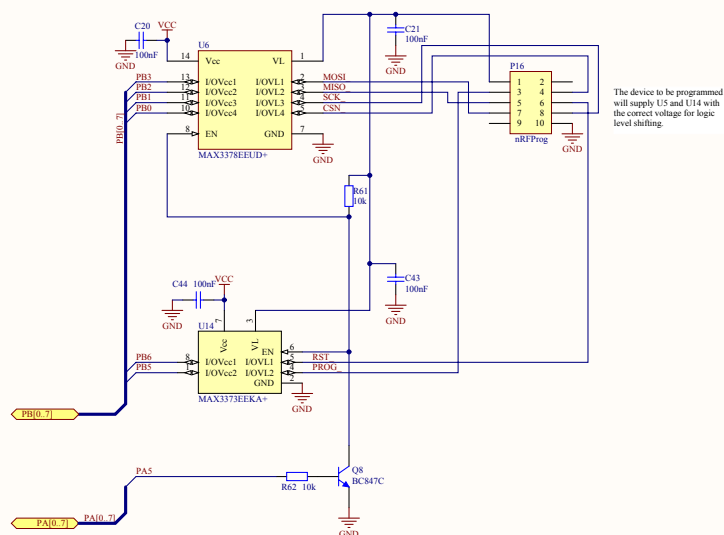 C20
VCC
100nF
GND
U6
14
Vcc
VL
1
PB3
13
I/OVcc1
I/OVL1
2
MOSI
PB2
12
I/OVcc2
I/OVL2
3
MISO
PB1
11
I/OVcc3
I/OVL3
4
SCK
PB0
10
I/OVcc4
I/OVL4
5
CSN
8
EN
GND
7
MAX3378EEUD+
GND
PB[0..7]
C21
100nF
GND
P16
1
2
3
4
5
6
7
8
9
10
nRFProg
GND
The device to be programmed
will supply U5 and U14 with
the correct voltage for logic
level shifting.
R61
10k
C43
100nF
GND
C44 100nF
VCC
GND
U14
7
3
Vcc
VL
EN
6
PB6
8
I/OVcc1
I/OVL1
5
RST
PB5
1
I/OVcc2
I/OVL2
4
PROG
GND
2
MAX3373EEKA+
GND
PB[0..7]
PA5
R62 10k
Q8
BC847C
PA[0..7]
PA[0..7]
GND